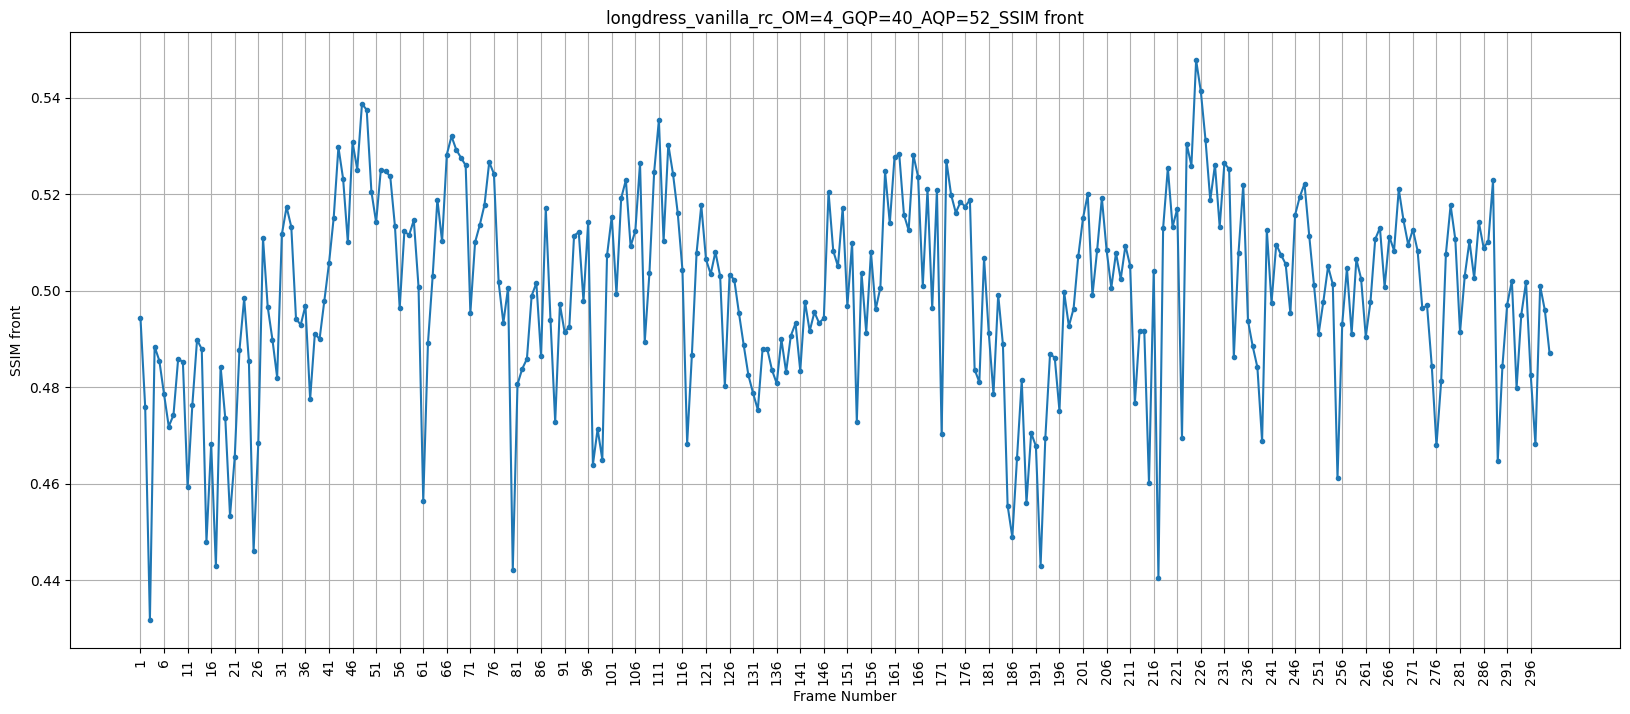 longdress_vanilla_rc_OM=4_GQP=40_AQP=52_SSIM front
SSIM front
0.54
0.52
0.50
0.48
0.46
0.44
1 6 11 16 21 26 31 36 41 46 51 56 61 66 71 76 81 86 91 96 101 106 111 116 121 126 131 136 141 146 151 156 161 166 171 176 181 186 191 196 201 206 211 216 221 226 231 236 241 246 251 256 261 266 271 276 281 286 291 296
Frame Number